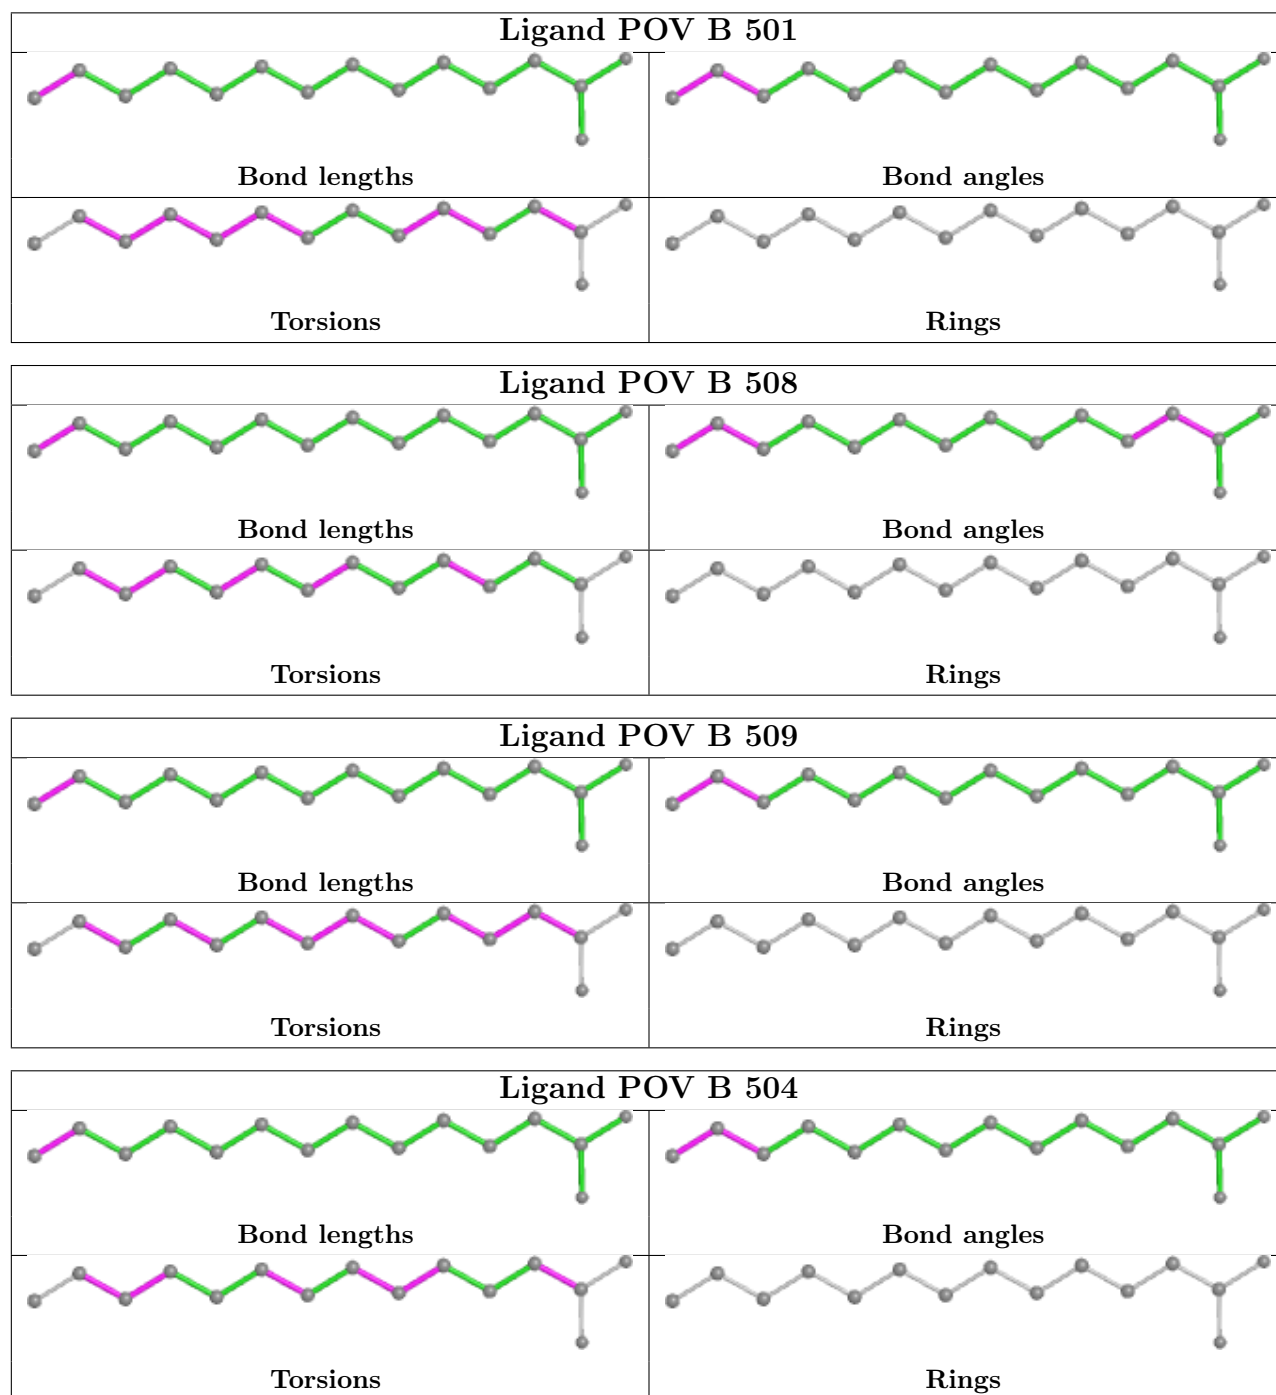 Ligand POV B 501
Bond lengths
Bond angles
Torsions
Rings
Ligand POV B 508
Bond lengths
Bond angles
Torsions
Rings
Ligand POV B 509
Bond lengths
Bond angles
Torsions
Rings
Ligand POV B 504
Bond lengths
Bond angles
Torsions
Rings